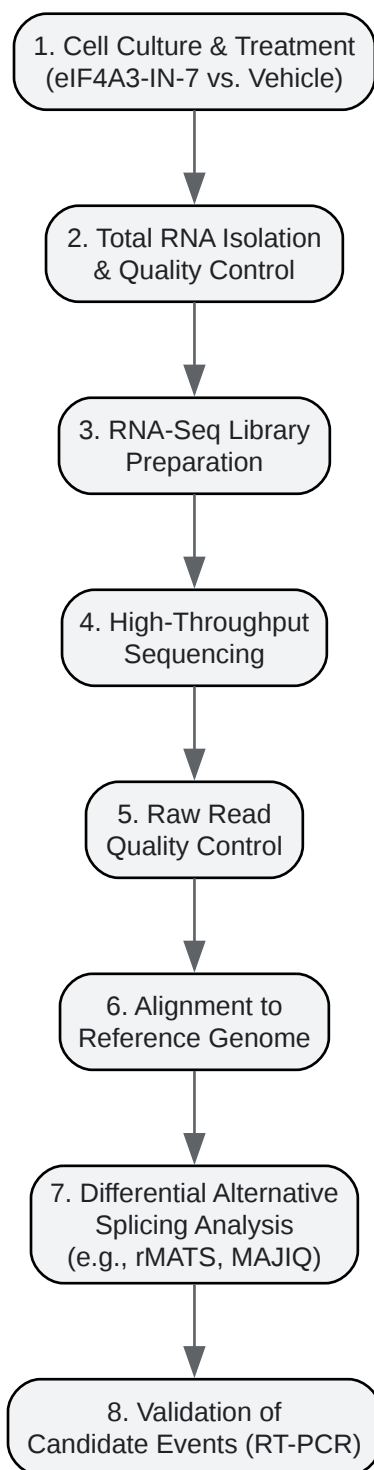 1. Cell Culture & Treatment
(eIF4A3-IN-7 vs. Vehicle)
2. Total RNA Isolation
& Quality Control
3. RNA-Seq Library
Preparation
4. High-Throughput
Sequencing
5. Raw Read
Quality Control
6. Alignment to
Reference Genome
7. Differential Alternative
Splicing Analysis
(e.g., rMATS, MAJIQ)
8. Validation of
Candidate Events (RT-PCR)